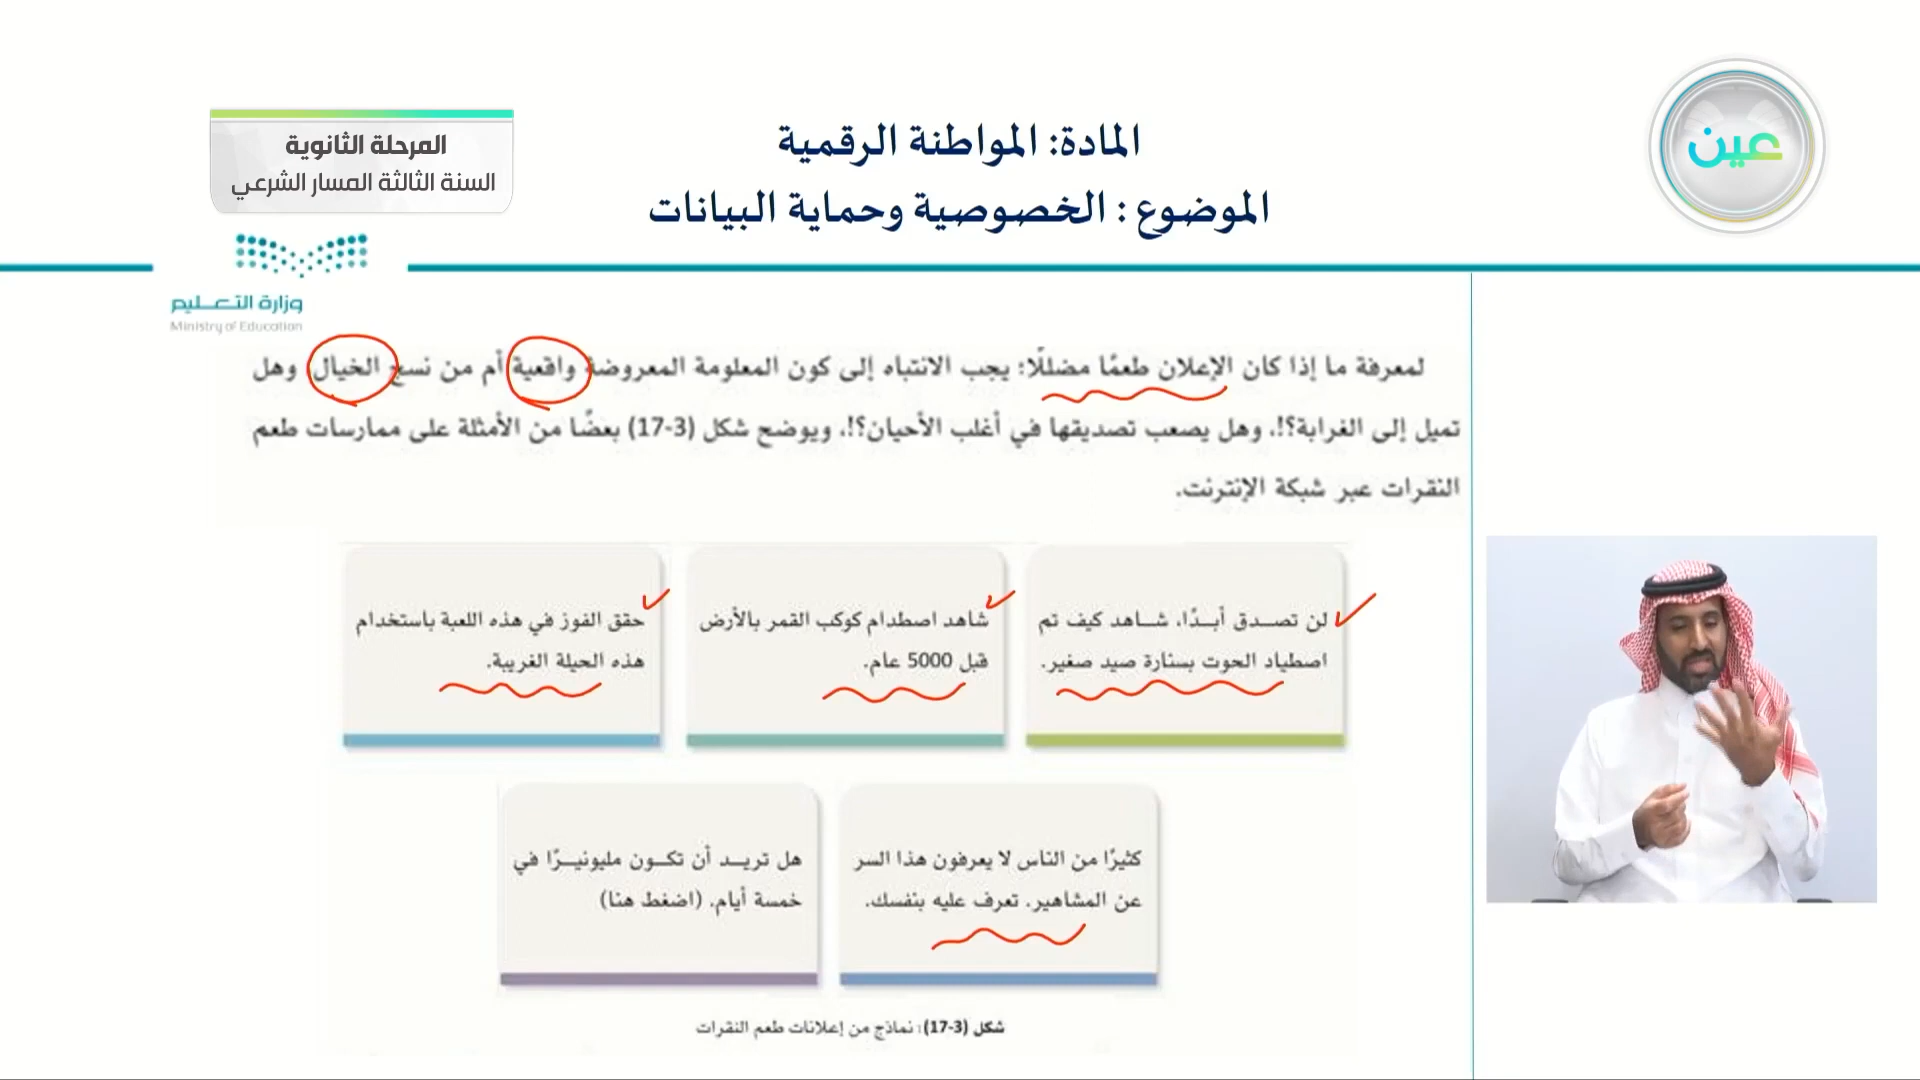 المادة: المواطنة الرقمية
الموضوع : الخصوصية وحماية البيانات
المرحلة الثانوية
السنة الثالثة المسار الشرعي
عين
وزارة التعليم
Ministry of Education
لمعرفة ما إذا كان الإعلان طعمًا مضللًا؛ يجب الانتباه إلى كون المعلومة المعروضة واقعية أم من نسج الخيال، وهل
تميل إلى الغرابة؟!، وهل يصعب تصديقها في أغلب الأحيان؟!، ويوضح شكل (3-17) بعضًا من الأمثلة على ممارسات طعم
النقرات عبر شبكة الإنترنت.
لن تصدق أبدًا، شاهد كيف تم
اصطياد الحوت بسنارة صيد صغير.
شاهد اصطدام كوكب القمر بالأرض
قبل 5000 عام.
حقق الفوز في هذه اللعبة باستخدام
هذه الحيلة الغريبة.
كثيرًا من الناس لا يعرفون هذا السر
عن المشاهير. تعرف عليه بنفسك.
هل تريد أن تكون مليونيرًا في
خمسة أيام. (اضغط هنا)
شكل (3-17): نماذج من إعلانات طعم النقرات